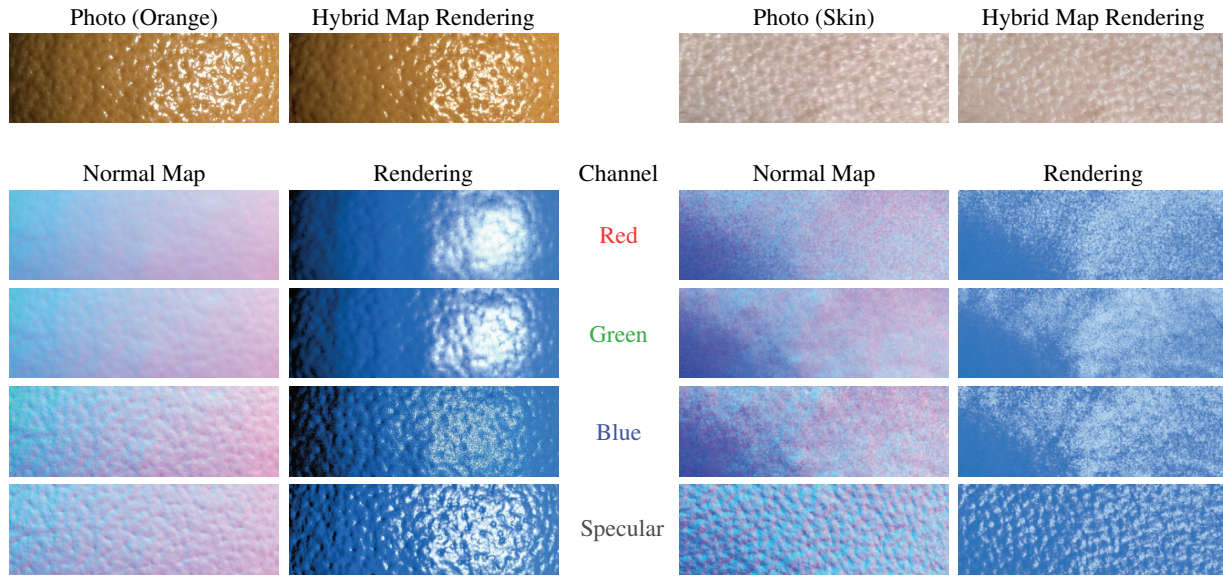 Photo (Orange) Hybrid Map Rendering Photo (Skin) Hybrid Map Rendering
Normal Map Rendering Channel Normal Map Rendering
Red
Green
Blue
Specular